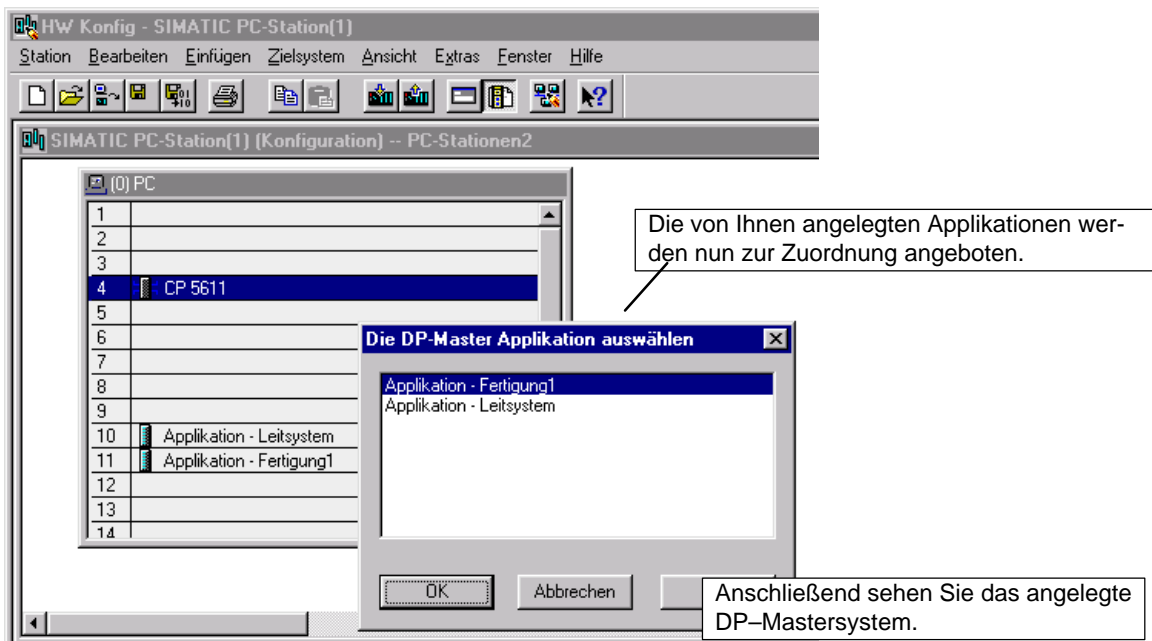 HW Konfig - SIMATIC PC-Station(1)
Station Bearbeiten Einfügen Zielsystem Ansicht Extras Fenster Hilfe
SIMATIC PC-Station(1) (Konfiguration) -- PC-Stationen2
(0) PC
1
2
3
4 CP 5611
5
6
7
8
9
10 Applikation - Leitsystem
11 Applikation - Fertigung1
12
13
14
Die von Ihnen angelegten Applikationen wer-
den nun zur Zuordnung angeboten.
Die DP-Master Applikation auswählen
Applikation - Fertigung1
Applikation - Leitsystem
OK Abbrechen
Anschließend sehen Sie das angelegte
DP–Mastersystem.